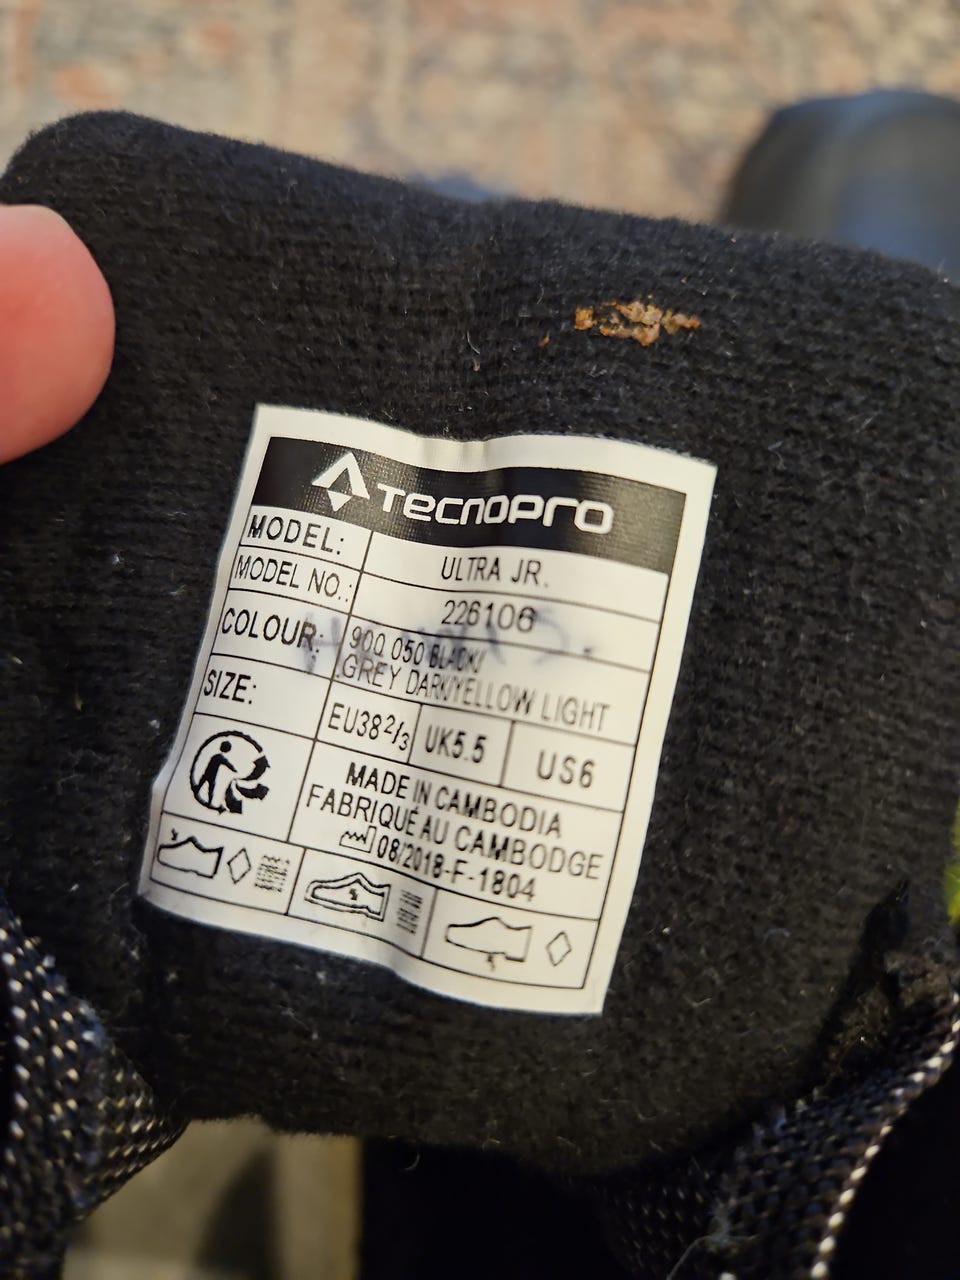 TECNOPRO
MODEL: ULTRA JR.
MODEL NO.: 226106
COLOUR: 900 050 BLACK/
GREY DARK/YELLOW LIGHT
SIZE: EU38 2/3 UK5.5 US6
MADE IN CAMBODIA
FABRIQUÉ AU CAMBODGE
08/2018-F-1804